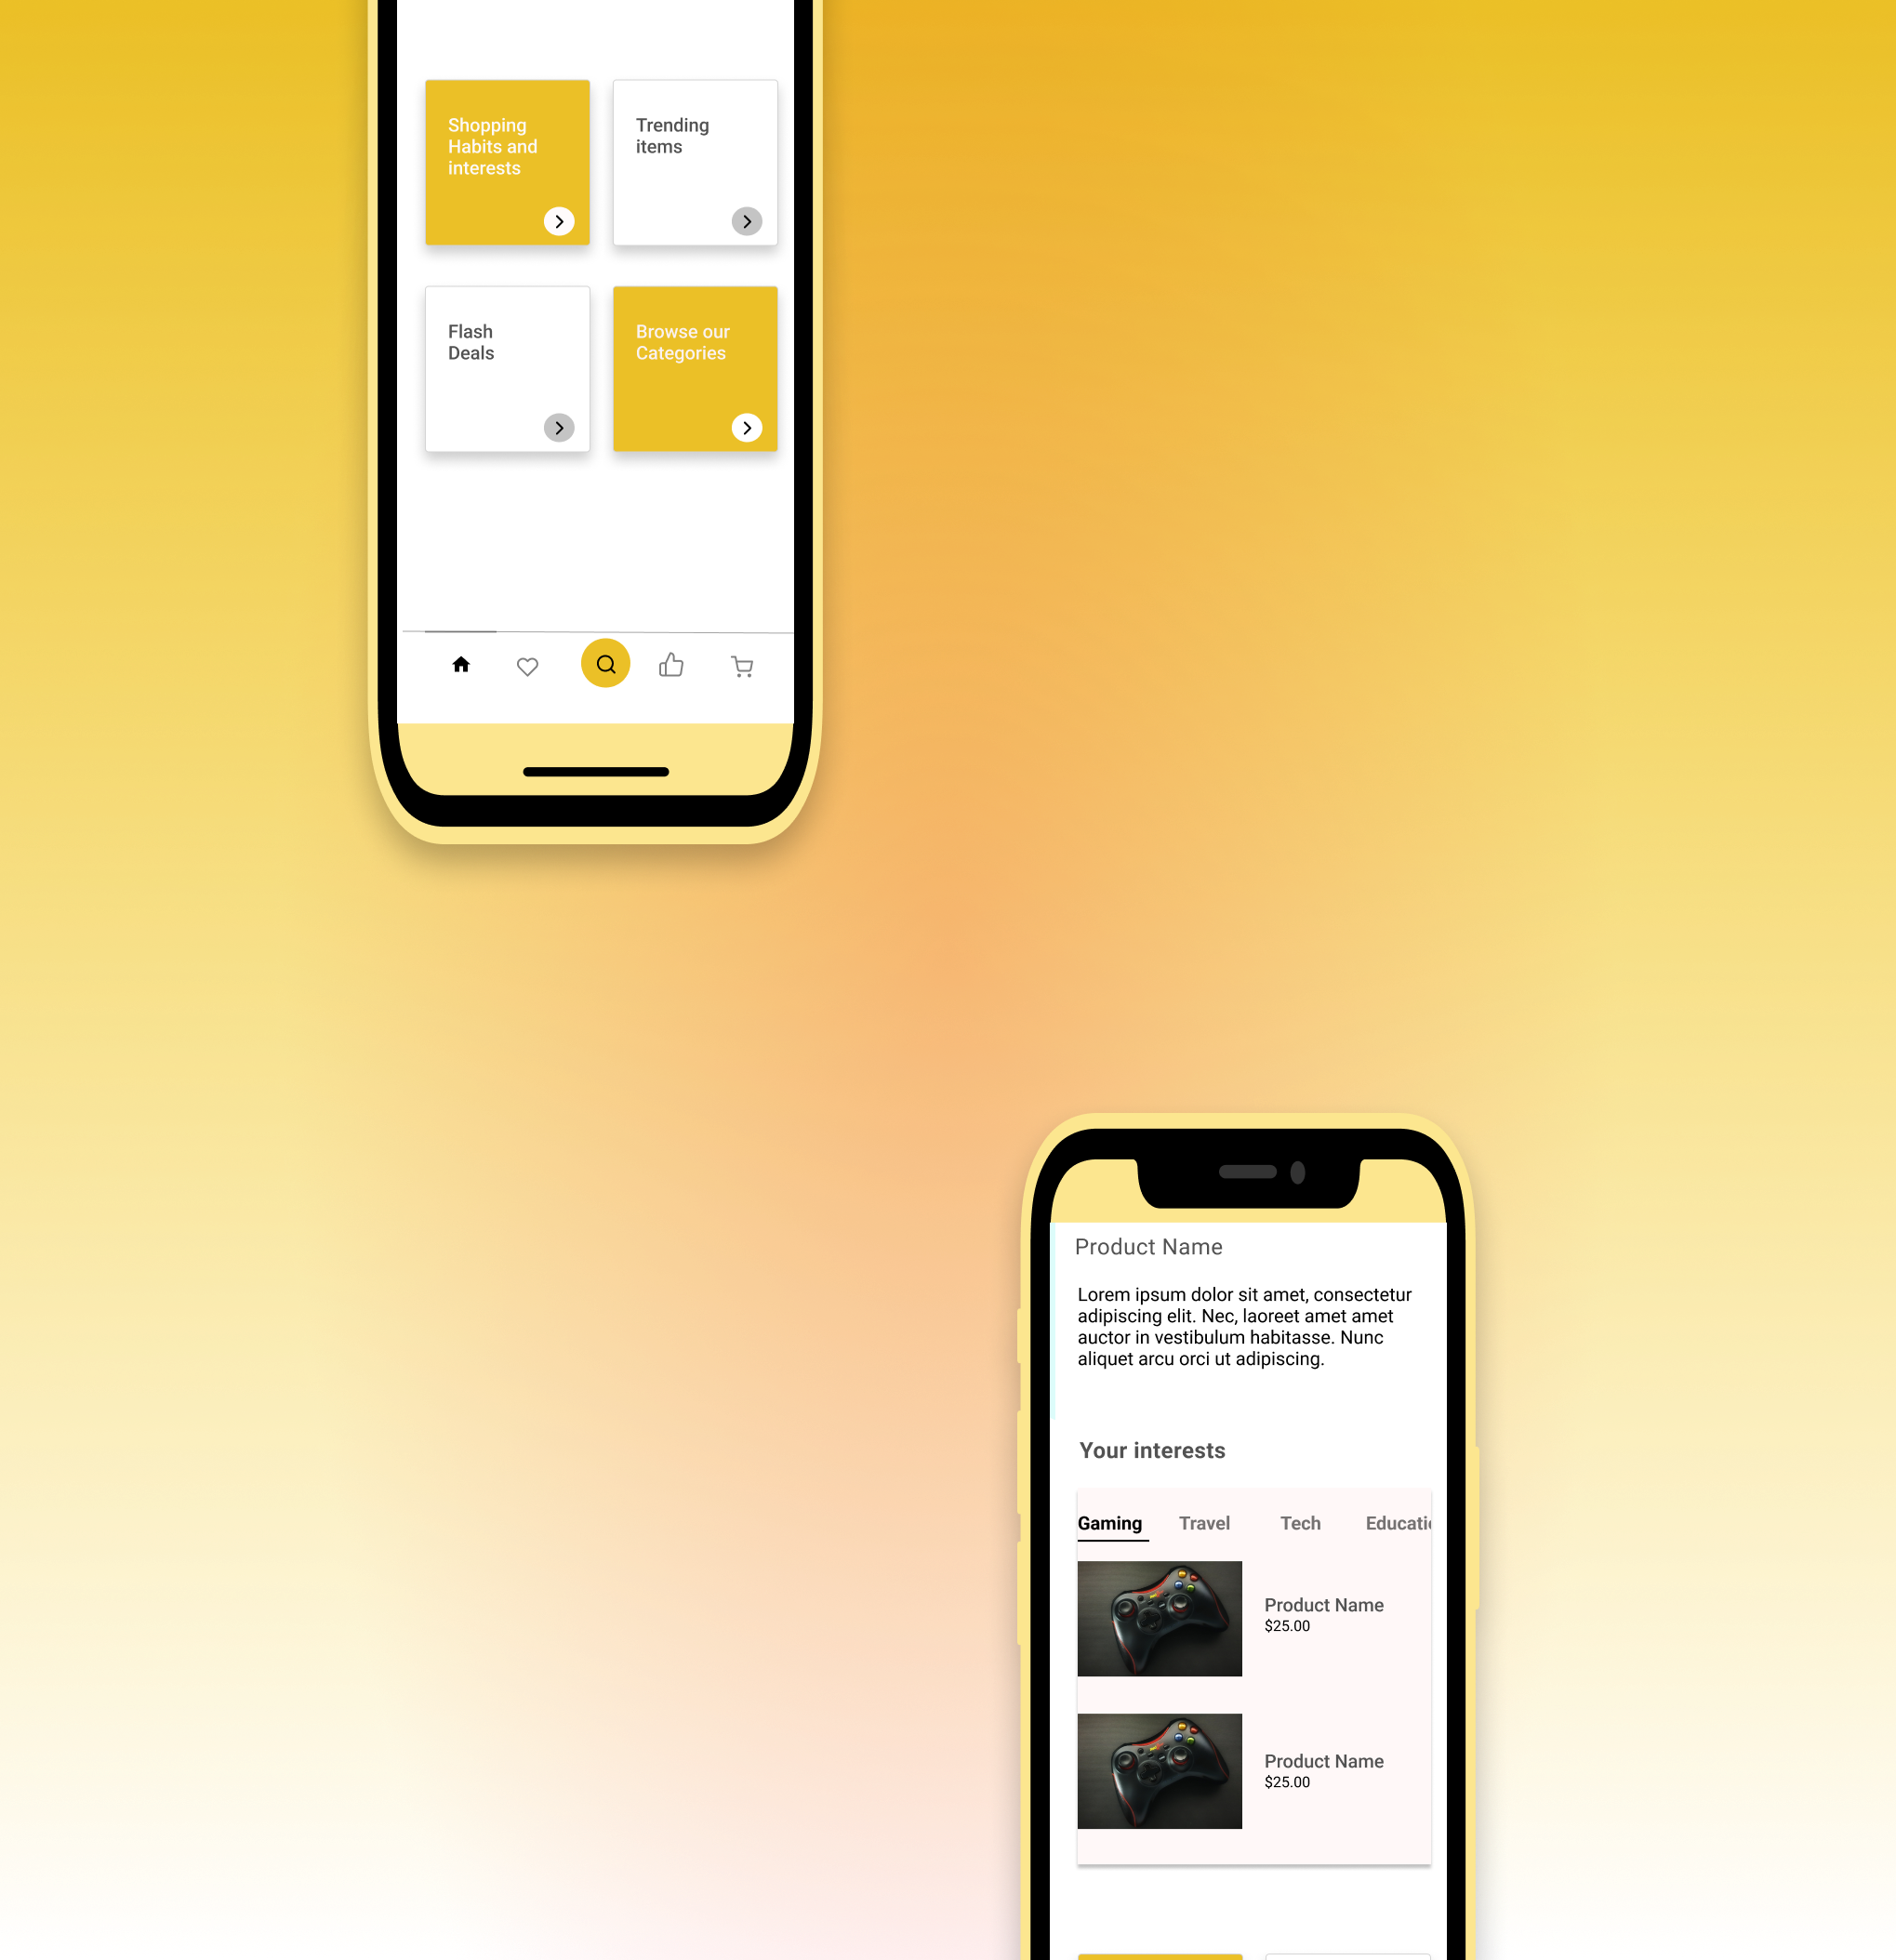 Shopping
Habits and
interests
Trending
items
Flash
Deals
Browse our
Categories
Product Name
Lorem ipsum dolor sit amet, consectetur
adipiscing elit. Nec, laoreet amet amet
auctor in vestibulum habitasse. Nunc
aliquet arcu orci ut adipiscing.
Your interests
Gaming Travel Tech Educati
Product Name
$25.00
Product Name
$25.00